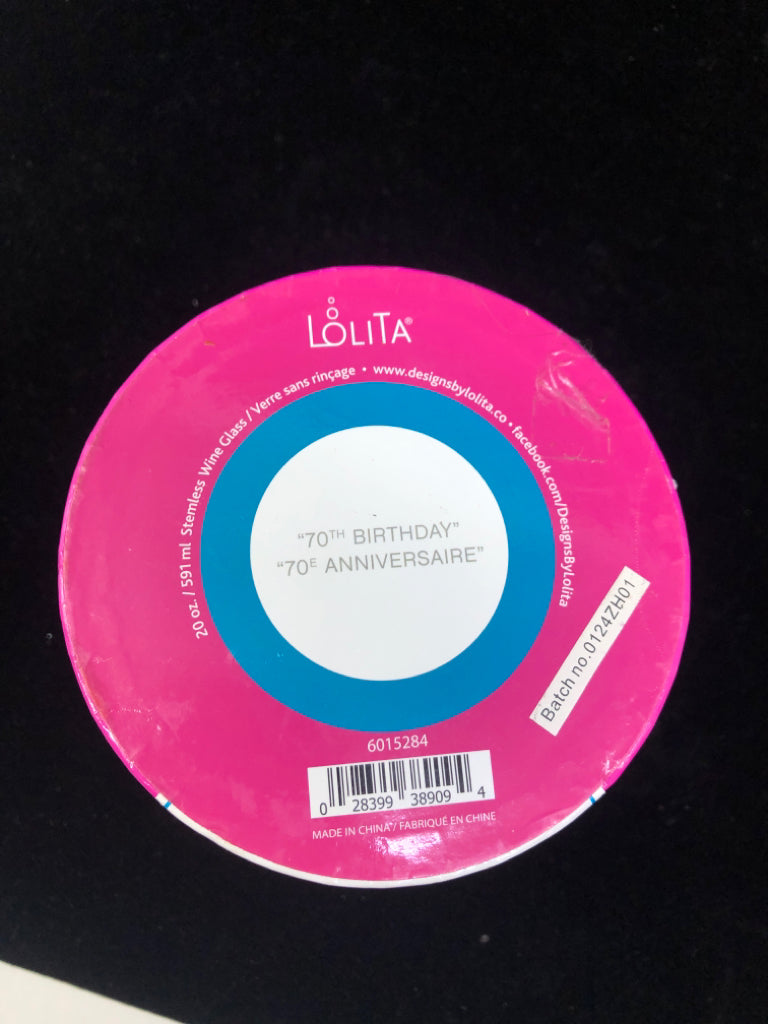 LOLITA®
20 oz. / 591 ml Stemless Wine Glass / Verre sans rinçage • www.designsbylolita.co • facebook.com/DesignsByLolita
“70TH BIRTHDAY”
“70E ANNIVERSAIRE”
Batch no.0124ZH01
6015284
0 28399 38909 4
MADE IN CHINA / FABRIQUÉ EN CHINE